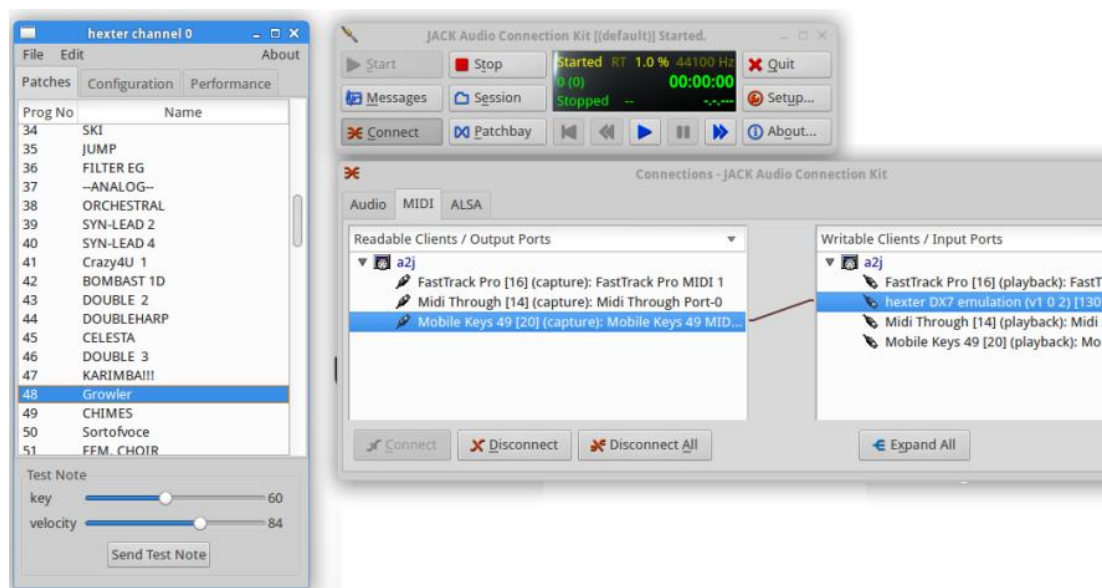 hexter channel 0
File Edit About
Patches Configuration Performance
Prog No Name
34 SKI
35 JUMP
36 FILTER EG
37 --ANALOG--
38 ORCHESTRAL
39 SYN-LEAD 2
40 SYN-LEAD 4
41 Crazy4U 1
42 BOMBAST 1D
43 DOUBLE 2
44 DOUBLEHARP
45 CELESTA
46 DOUBLE 3
47 KARIMBA!!!
48 Growler
49 CHIMES
50 Sortofvoce
51 FEM. CHOIR
Test Note
key 60
velocity 84
Send Test Note
JACK Audio Connection Kit [(default)] Started.
Start Stop Started RT 1.0 % 44100 Hz Quit
0 (0) 00:00:00
Messages Session Stopped -- -.-.--- Setup...
Connect Patchbay About...
Connections - JACK Audio Connection Kit
Audio MIDI ALSA
Readable Clients / Output Ports
a2j
FastTrack Pro [16] (capture): FastTrack Pro MIDI 1
Midi Through [14] (capture): Midi Through Port-0
Mobile Keys 49 [20] (capture): Mobile Keys 49 MID...
Writable Clients / Input Ports
a2j
FastTrack Pro [16] (playback): FastT
hexter DX7 emulation (v1 0 2) [130
Midi Through [14] (playback): Midi
Mobile Keys 49 [20] (playback): Mo
Connect Disconnect Disconnect All Expand All